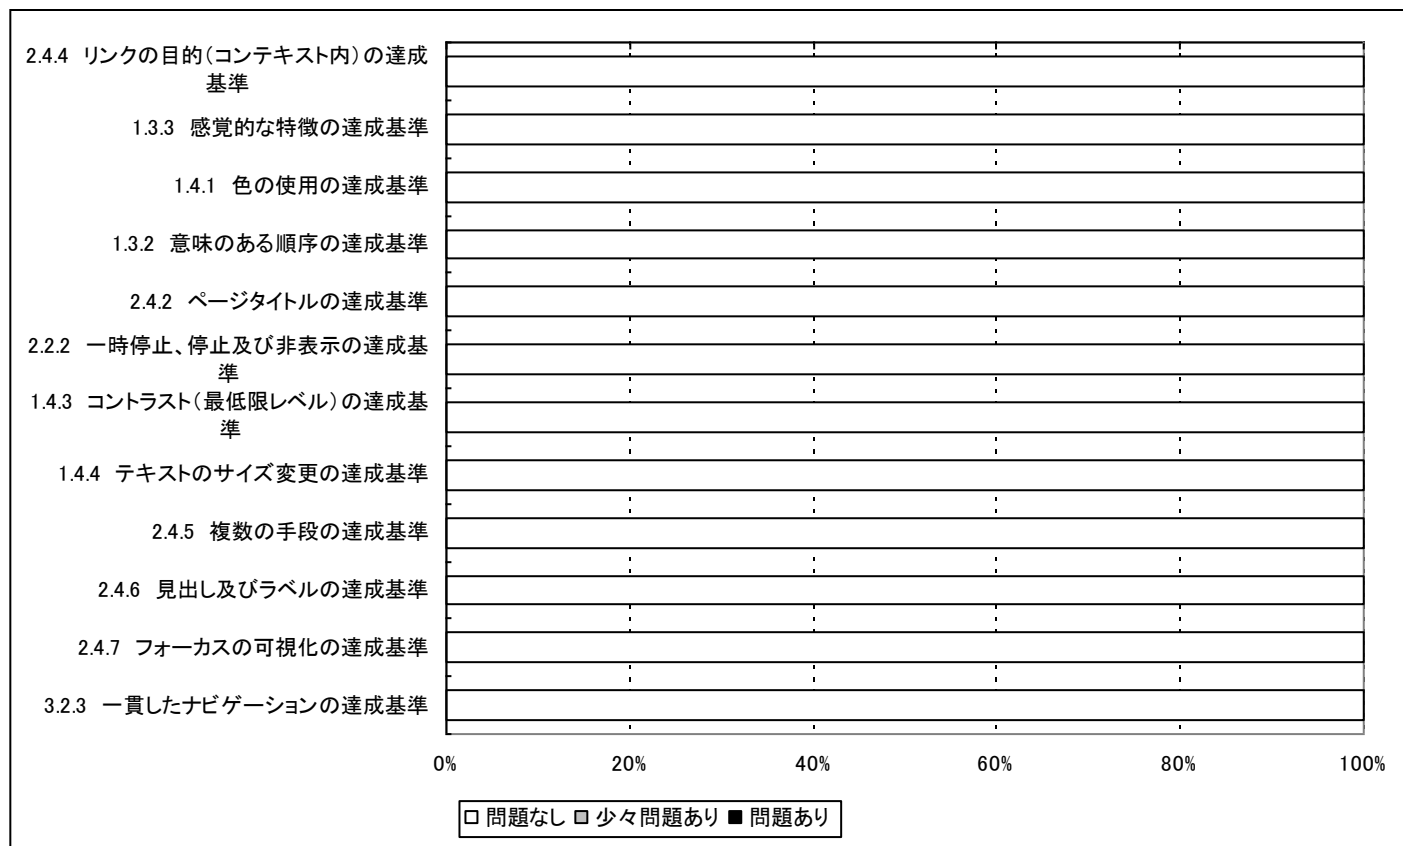 2.4.4 リンクの目的(コンテキスト内)の達成
基準
1.3.3 感覚的な特徴の達成基準
1.4.1 色の使用の達成基準
1.3.2 意味のある順序の達成基準
2.4.2 ページタイトルの達成基準
2.2.2 一時停止、停止及び非表示の達成基
準
1.4.3 コントラスト(最低限レベル)の達成基
準
1.4.4 テキストのサイズ変更の達成基準
2.4.5 複数の手段の達成基準
2.4.6 見出し及びラベルの達成基準
2.4.7 フォーカスの可視化の達成基準
3.2.3 一貫したナビゲーションの達成基準
0% 20% 40% 60% 80% 100%
問題なし 少々問題あり 問題あり